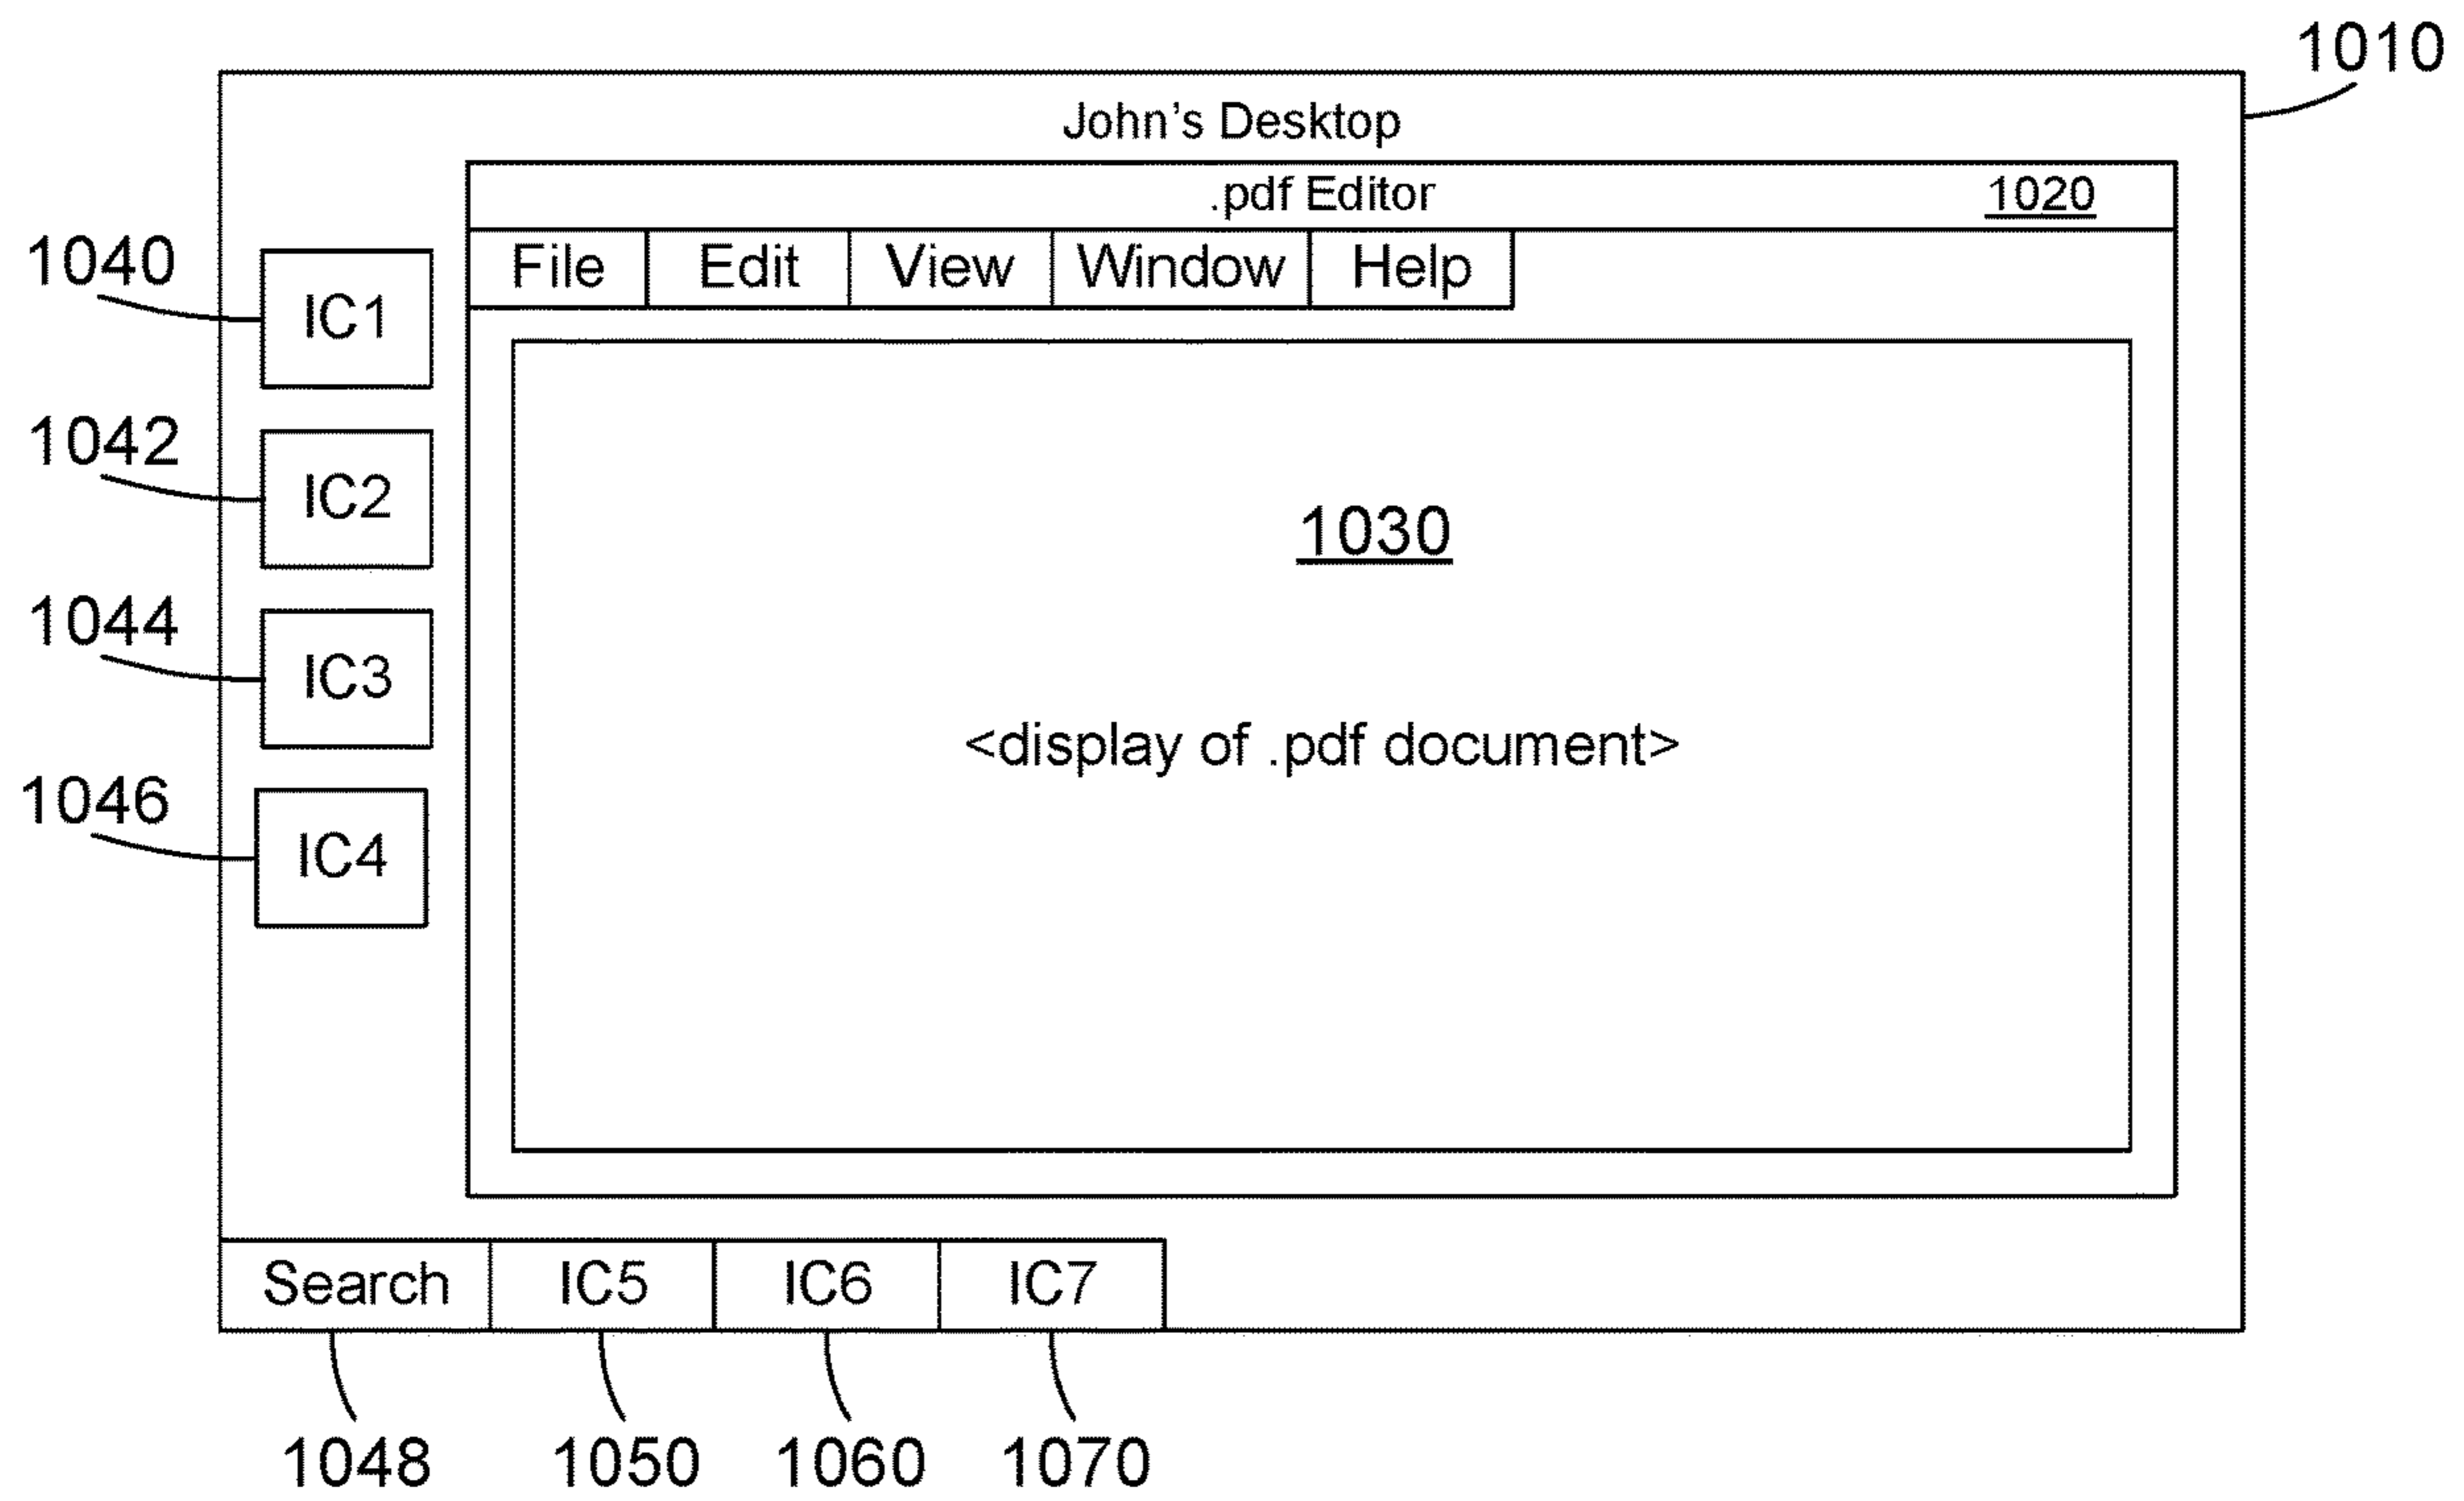 1010
John's Desktop
.pdf Editor 1020
File Edit View Window Help
1040 IC1
1042 IC2
1044 IC3
1046 IC4
1030
<display of .pdf document>
Search IC5 IC6 IC7
1048 1050 1060 1070